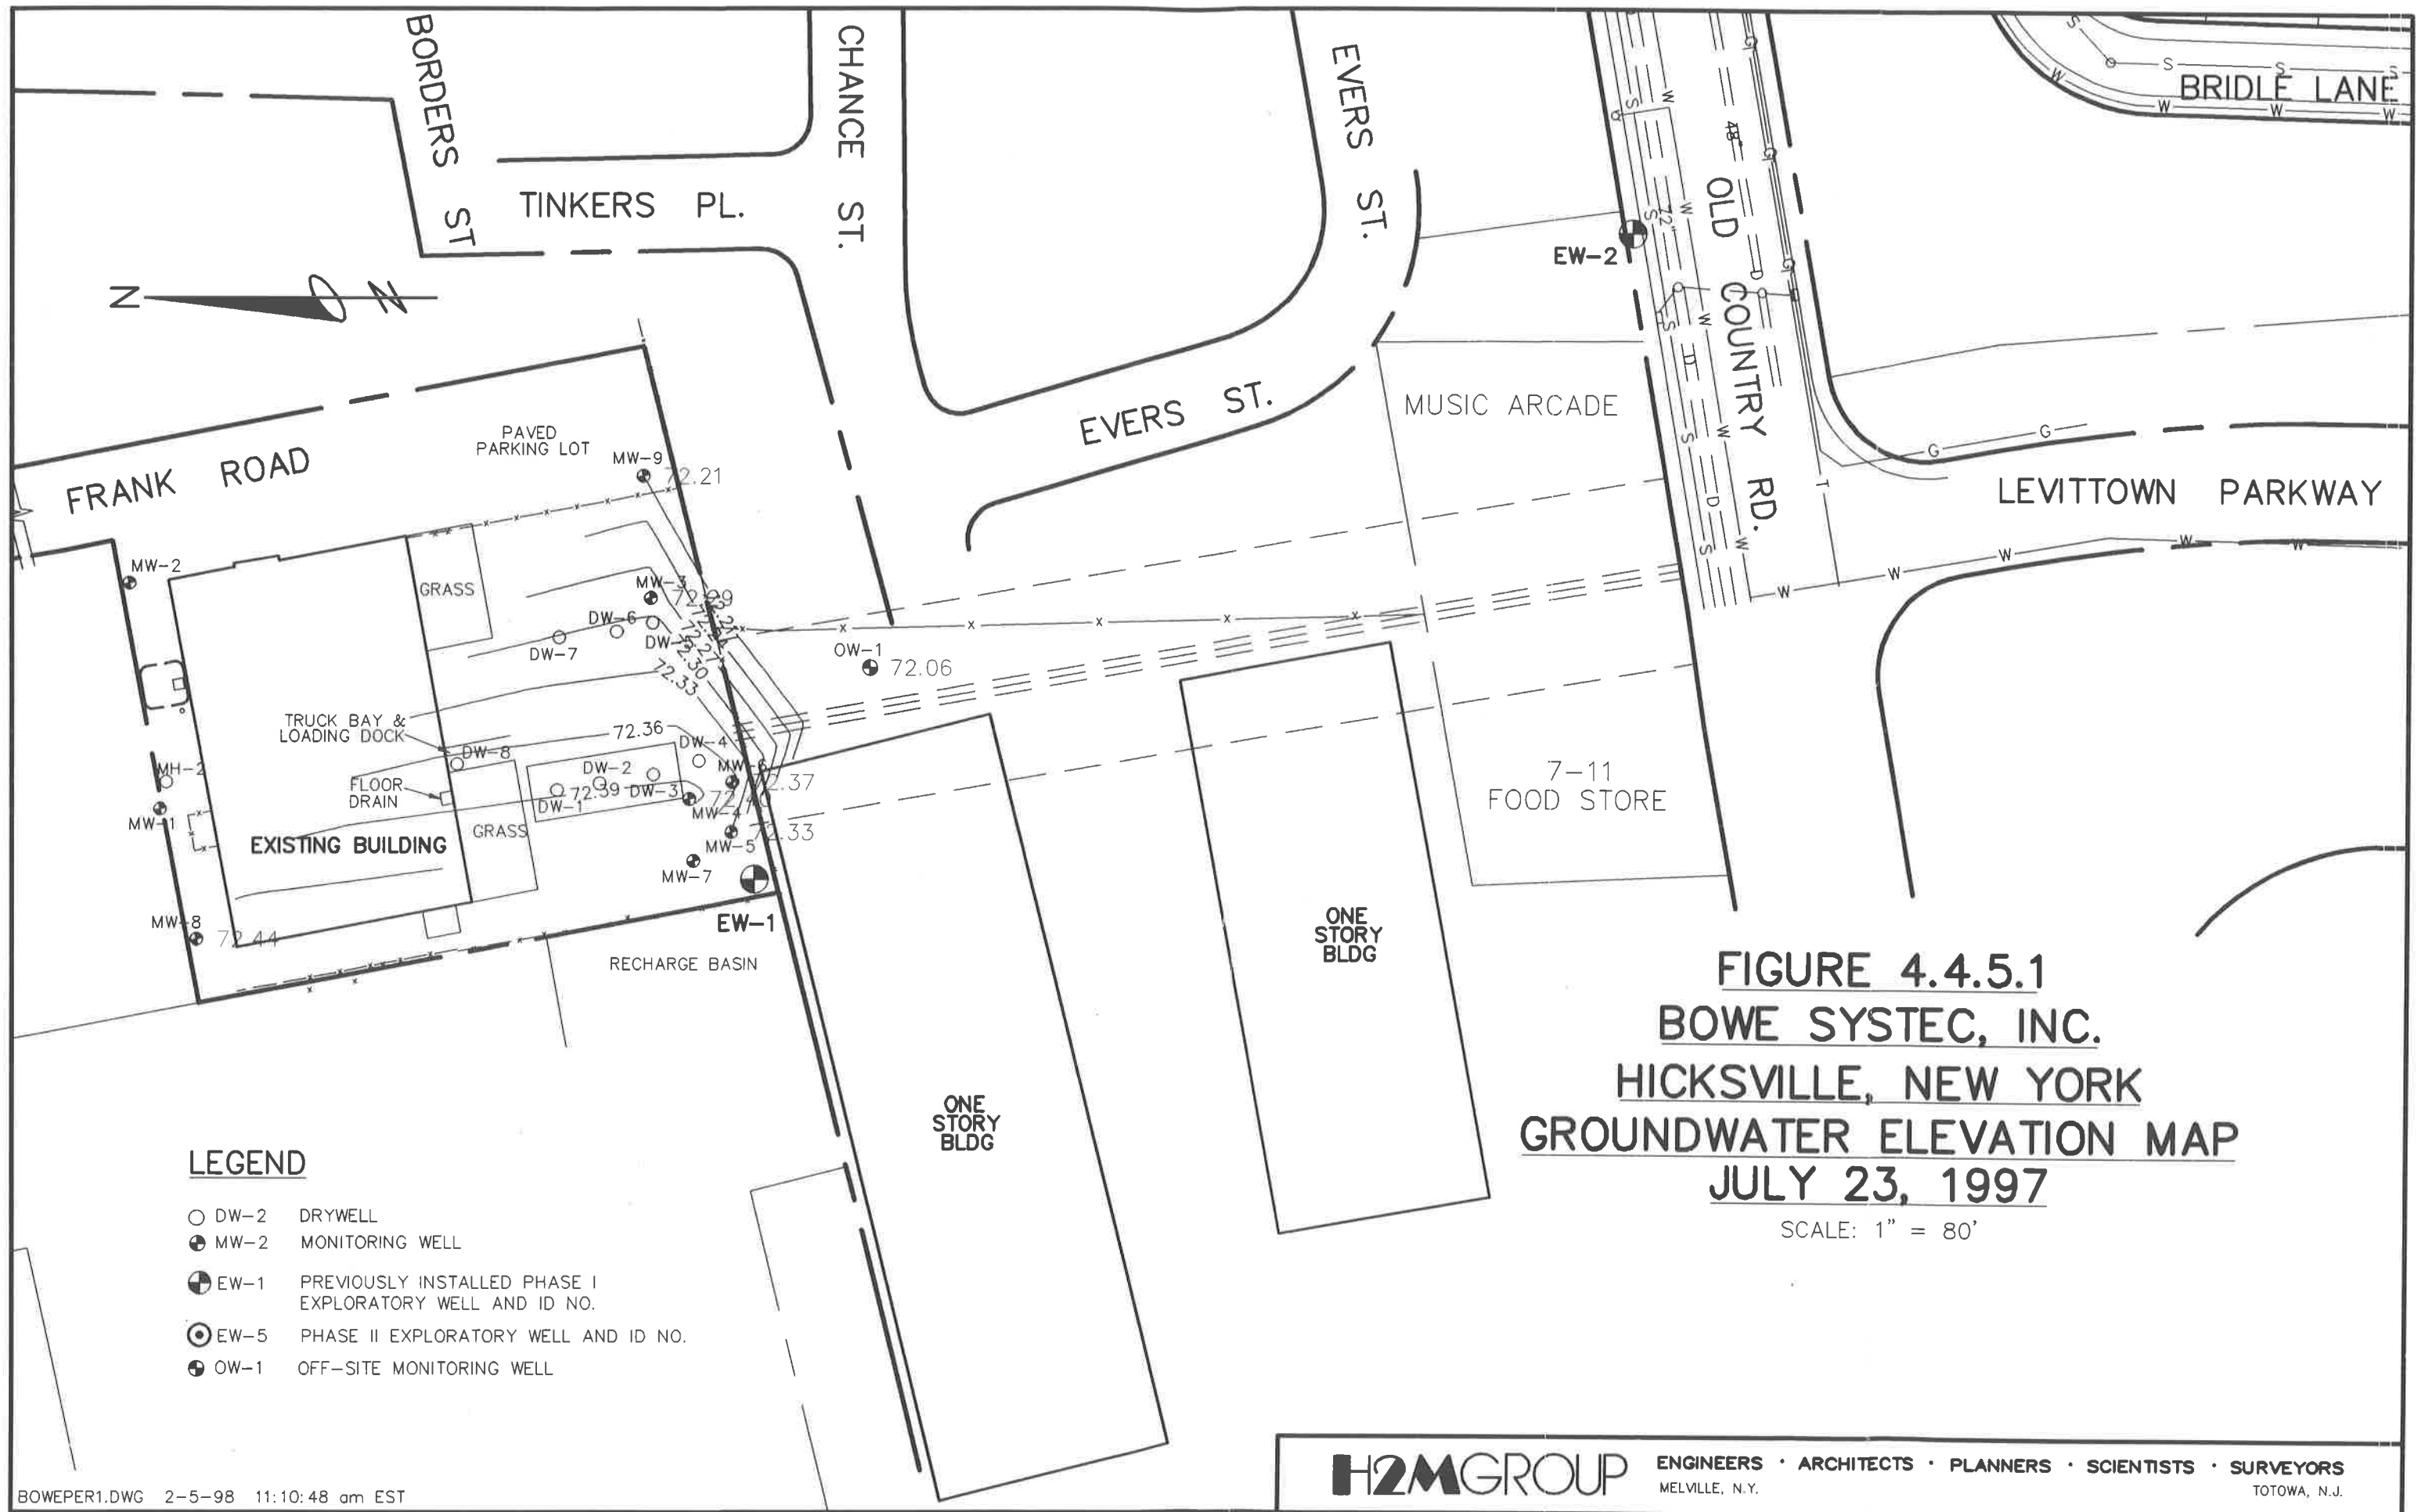 BORDERS ST
CHANCE ST.
EVERS ST.
BRIDLE LANE
TINKERS PL.
48"
72"
OLD COUNTRY RD.
EW-2
Z
N
MUSIC ARCADE
EVERS ST.
FRANK ROAD
PAVED
PARKING LOT
MW-9
72.21
LEVITTOWN PARKWAY
MW-2
GRASS
MW-3
DW-6
DW-7
72.30
72.33
OW-1
72.06
TRUCK BAY &
LOADING DOCK
72.36
DW-8
DW-4
MH-2
DW-2
MW-6
72.37
FLOOR
DRAIN
DW-1
72.39
DW-3
MW-4
MW-1
GRASS
72.33
MW-5
EXISTING BUILDING
MW-7
7-11
FOOD STORE
MW-8
72.44
EW-1
RECHARGE BASIN
ONE
STORY
BLDG
ONE
STORY
BLDG
FIGURE 4.4.5.1
BOWE SYSTEC, INC.
HICKSVILLE, NEW YORK
GROUNDWATER ELEVATION MAP
JULY 23, 1997
SCALE: 1" = 80'
LEGEND
DW-2 DRYWELL
MW-2 MONITORING WELL
EW-1 PREVIOUSLY INSTALLED PHASE I
EXPLORATORY WELL AND ID NO.
EW-5 PHASE II EXPLORATORY WELL AND ID NO.
OW-1 OFF-SITE MONITORING WELL
BOWEPER1.DWG 2-5-98 11:10:48 am EST
H2MGROUP
ENGINEERS · ARCHITECTS · PLANNERS · SCIENTISTS · SURVEYORS
MELVILLE, N.Y.
TOTOWA, N.J.